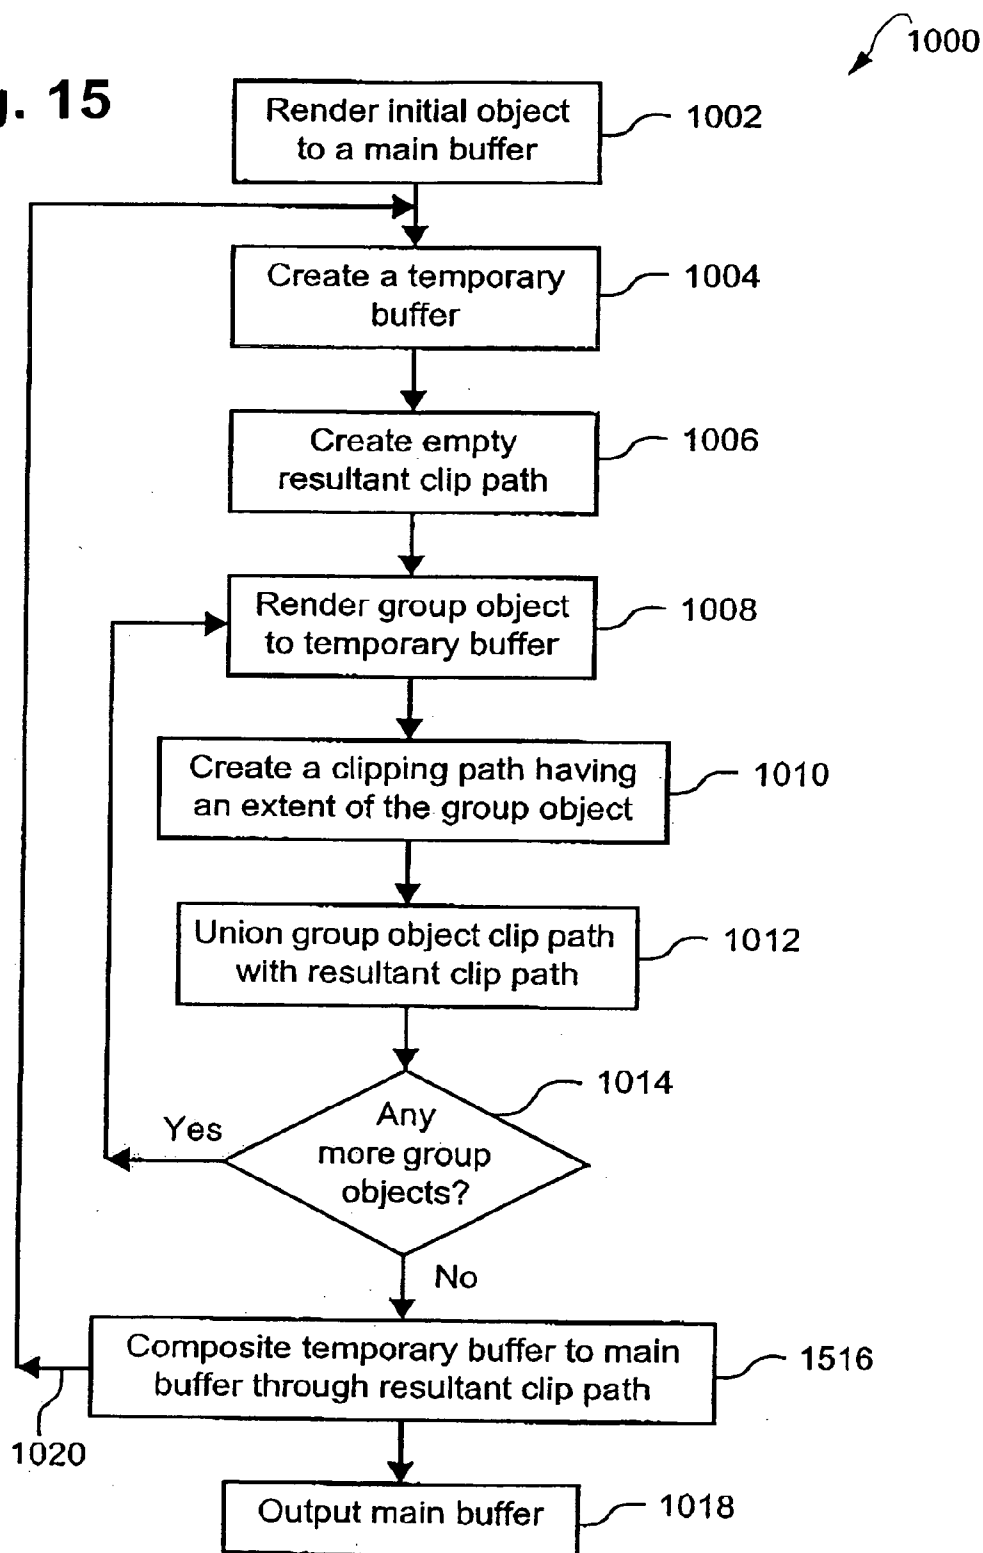 1000
. 15
Render initial object
to a main buffer
1002
Create a temporary
buffer
1004
Create empty
resultant clip path
1006
Render group object
to temporary buffer
1008
Create a clipping path having
an extent of the group object
1010
Union group object clip path
with resultant clip path
1012
Any
more group
objects?
1014
Yes
No
Composite temporary buffer to main
buffer through resultant clip path
1516
1020
Output main buffer
1018